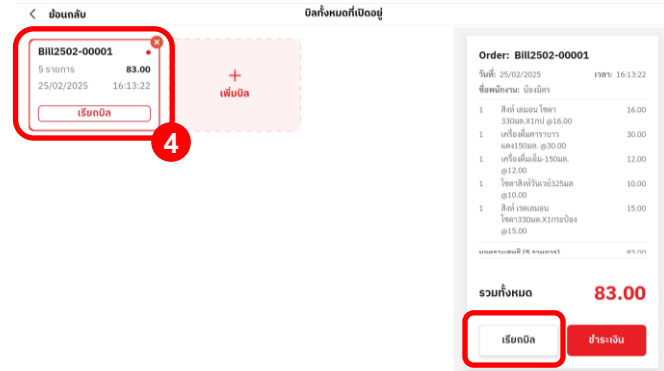 ย้อนกลับ
บิลทั้งหมดที่เปิดอยู่
Bill2502-00001
5 รายการ 83.00
25/02/2025 16:13:22
เรียกบิล
4
+
เพิ่มบิล
Order: Bill2502-00001
วันที่: 25/02/2025 เวลา: 16:13:22
ชื่อพนักงาน: น้องมิตร
1 สิงห์ เลมอน โซดา 16.00
330มล.X1กป @16.00
1 เครื่องดื่มคาราบาว 30.00
แดง150มล. @30.00
1 เครื่องดื่มเอ็ม-150มล. 12.00
@12.00
1 โซดาสิงห์วันเวย์325มล 10.00
@10.00
1 สิงห์ เรดเลมอน 15.00
โซดา330มล.X1กระป๋อง
@15.00
(5 รายการ) 83.00
รวมทั้งหมด 83.00
เรียกบิล
ชำระเงิน